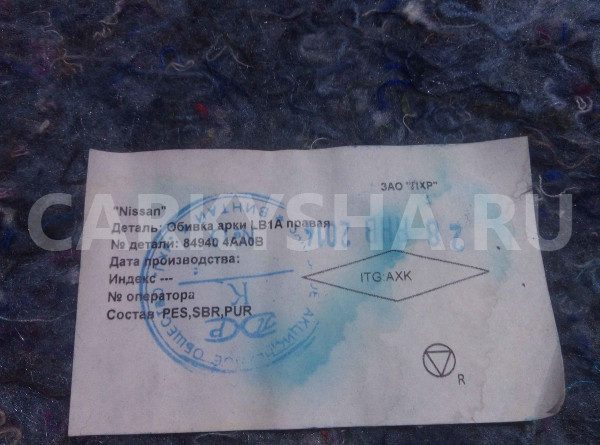 ЗАО "ПХР"
"Nissan"
Деталь: Обивка арки LB1A правая
№ детали: 84940 4AA0B
Дата производства:
Индекс ---
№ оператора
Состав PES,SBR,PUR
ITG AXK
R
CARLYSHA.RU